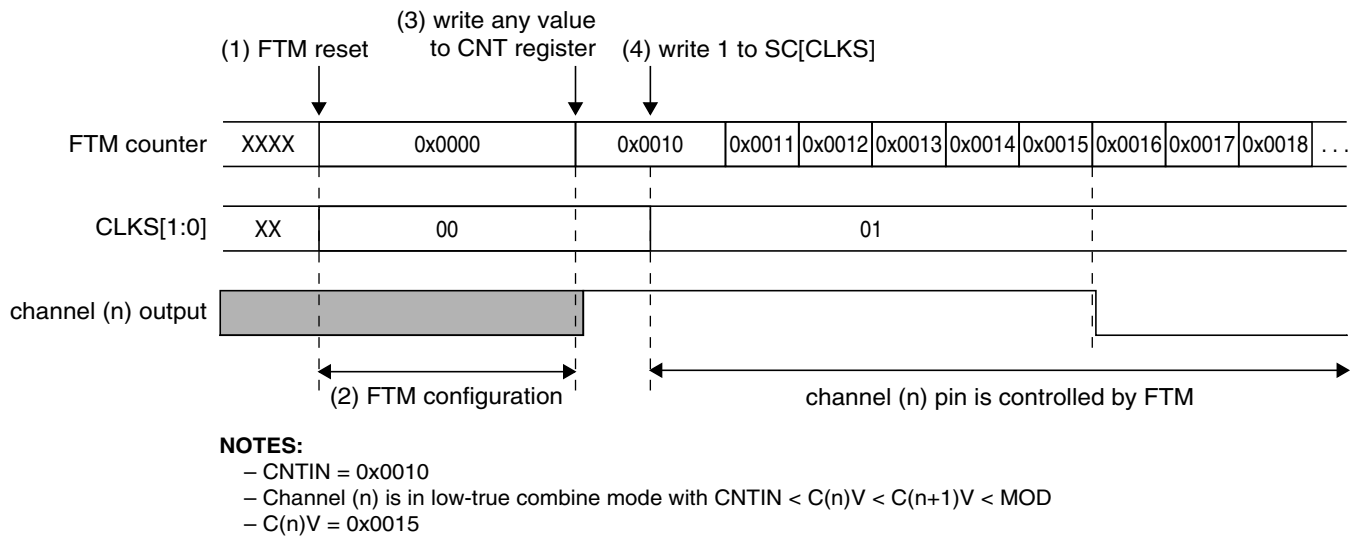 (3) write any value
(1) FTM reset to CNT register (4) write 1 to SC[CLKS]
FTM counter XXXX 0x0000 0x0010 0x0011 0x0012 0x0013 0x0014 0x0015 0x0016 0x0017 0x0018 . . .
CLKS[1:0] XX 00 01
channel (n) output
(2) FTM configuration channel (n) pin is controlled by FTM
NOTES:
– CNTIN = 0x0010
– Channel (n) is in low-true combine mode with CNTIN < C(n)V < C(n+1)V < MOD
– C(n)V = 0x0015